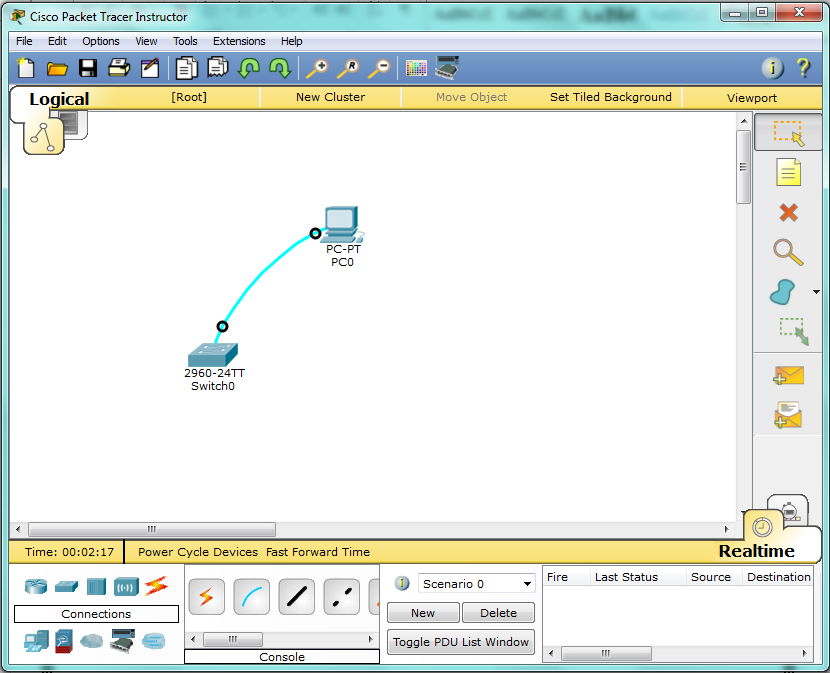 Cisco Packet Tracer Instructor
File Edit Options View Tools Extensions Help
R
i ?
Logical [Root] New Cluster Move Object Set Tiled Background Viewport
PC-PT
PC0
2960-24TT
Switch0
Time: 00:02:17 Power Cycle Devices Fast Forward Time
Realtime
Connections
Console
i Scenario 0
New Delete
Toggle PDU List Window
Fire Last Status Source Destination